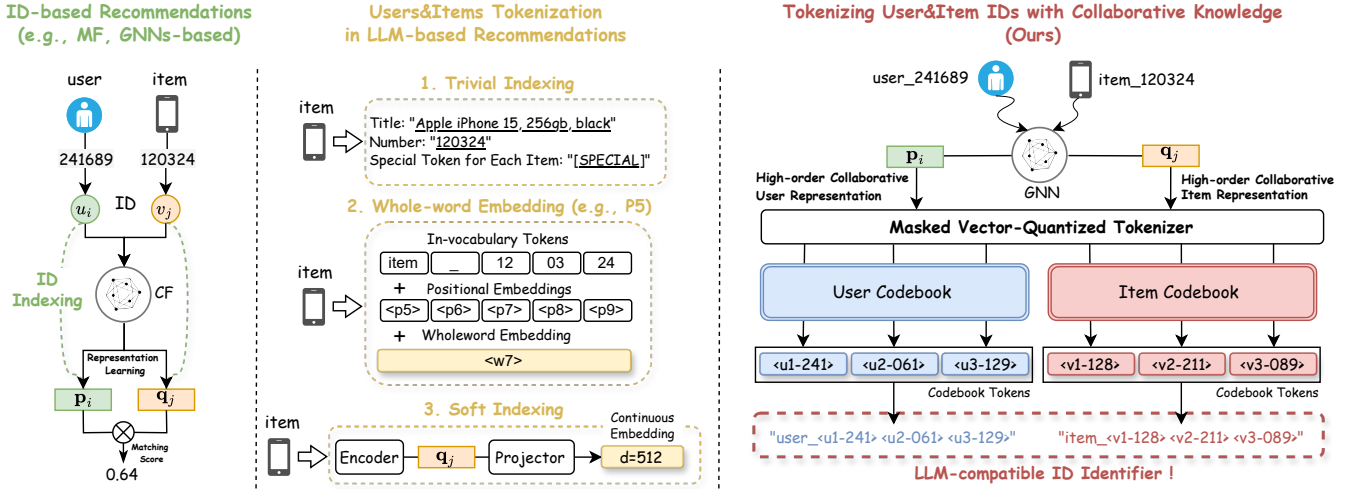 ID-based Recommendations
(e.g., MF, GNNs-based)
user
item
241689
120324
u_i
ID
v_j
ID
Indexing
CF
Representation
Learning
p_i
q_j
Matching
Score
0.64
Users&Items Tokenization
in LLM-based Recommendations
1. Trivial Indexing
item
Title: "Apple iPhone 15, 256gb, black"
Number: "120324"
Special Token for Each Item: "[SPECIAL]"
2. Whole-word Embedding (e.g., P5)
item
In-vocabulary Tokens
item _ 12 03 24
+ Positional Embeddings
<p5> <p6> <p7> <p8> <p9>
+ Wholeword Embedding
<w7>
3. Soft Indexing
item
Encoder
q_j
Projector
Continuous
Embedding
d=512
Tokenizing User&Item IDs with Collaborative Knowledge
(Ours)
user_241689
item_120324
p_i
GNN
q_j
High-order Collaborative
User Representation
High-order Collaborative
Item Representation
Masked Vector-Quantized Tokenizer
User Codebook
Item Codebook
<u1-241> <u2-061> <u3-129>
<v1-128> <v2-211> <v3-089>
Codebook Tokens
Codebook Tokens
"user_<u1-241> <u2-061> <u3-129>"
"item_<v1-128> <v2-211> <v3-089>"
LLM-compatible ID Identifier !